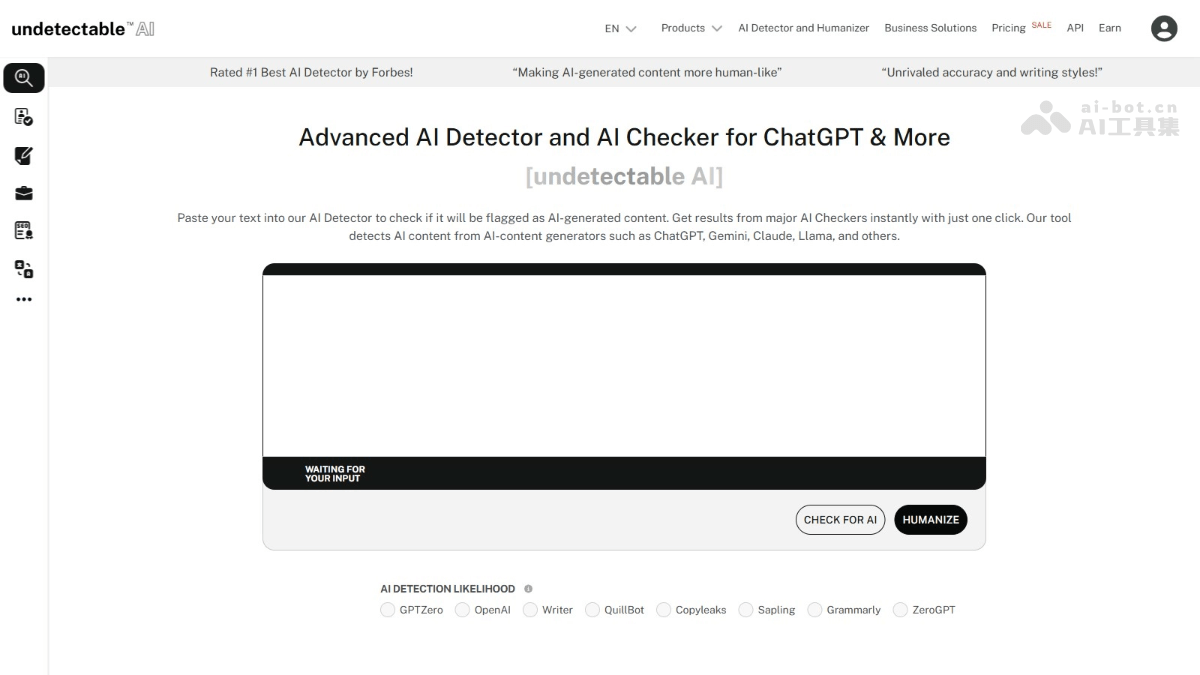 undetectable™ AI
EN
Products
AI Detector and Humanizer
Business Solutions
Pricing SALE
API
Earn
AI
Rated #1 Best AI Detector by Forbes!
“Making AI-generated content more human-like”
“Unrivaled accuracy and writing styles!”
ai-bot.cn
AI工具集
Advanced AI Detector and AI Checker for ChatGPT & More
[undetectable AI]
Paste your text into our AI Detector to check if it will be flagged as AI-generated content. Get results from major AI Checkers instantly with just one click. Our tool
detects AI content from AI-content generators such as ChatGPT, Gemini, Claude, Llama, and others.
SEO
WAITING FOR
YOUR INPUT
CHECK FOR AI
HUMANIZE
AI DETECTION LIKELIHOOD
GPTZero
OpenAI
Writer
QuillBot
Copyleaks
Sapling
Grammarly
ZeroGPT